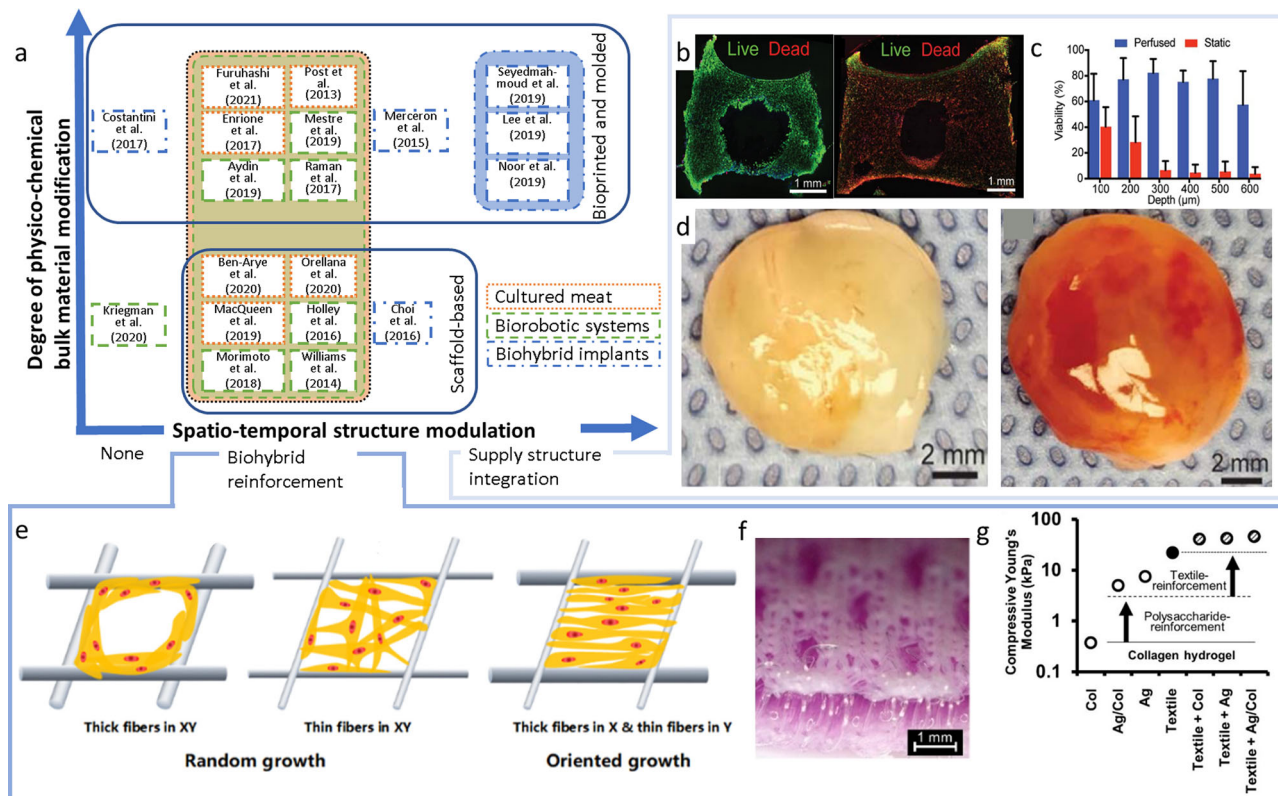 a
Degree of physico-chemical
bulk material modification
Costantini
et al.
(2017)
Furuhashi
et al.
(2021)
Post et
al.
(2013)
Enrione
et al.
(2017)
Mestre
et al.
(2019)
Aydin
et al.
(2019)
Raman
et al.
(2017)
Merceron
et al.
(2015)
Seyedmah-
moud et al.
(2019)
Lee et al.
(2019)
Noor et al.
(2019)
Bioprinted and molded
Kriegman
et al.
(2020)
Ben-Arye
et al.
(2020)
Orellana
et al.
(2020)
MacQueen
et al.
(2019)
Holley
et al.
(2016)
Morimoto
et al.
(2018)
Williams
et al.
(2014)
Choi
et al.
(2016)
Scaffold-based
Cultured meat
Biorobotic systems
Biohybrid implants
Spatio-temporal structure modulation
None
Biohybrid
reinforcement
Supply structure
integration
b
Live Dead
1 mm
Live Dead
1 mm
c
Perfused
Static
Viability (%)
100
80
60
40
20
0
100
200
300
400
500
600
Depth (μm)
d
2 mm
2 mm
e
Thick fibers in XY
Thin fibers in XY
Thick fibers in X & thin fibers in Y
Random growth
Oriented growth
f
1 mm
g
Compressive Young's
Modulus (kPa)
100
10
1
0.1
Textile-
reinforcement
Polysaccharide-
reinforcement
Collagen hydrogel
Col
Ag/Col
Ag
Textile
Textile + Col
Textile + Ag
Textile + Ag/Col